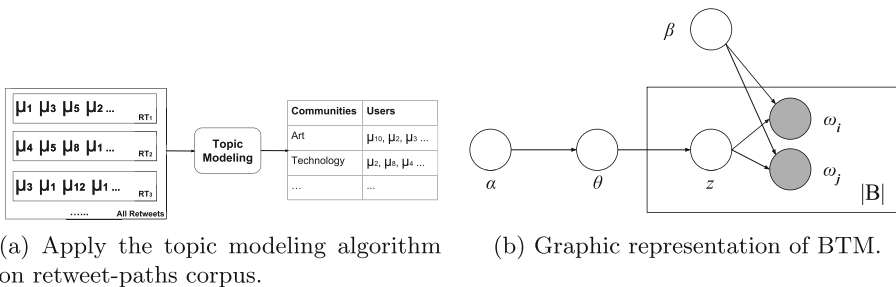 μ1 μ3 μ5 μ2 ...
RT1
μ4 μ5 μ8 μ1 ...
RT2
μ3 μ1 μ12 μ1 ...
RT3
...... All Retweets
Topic
Modeling
Communities Users
Art μ10, μ2, μ3 ...
Technology μ2, μ8, μ4 ...
... ...
(a) Apply the topic modeling algorithm
on retweet-paths corpus.
β
α θ z
ωi
ωj
|B|
(b) Graphic representation of BTM.